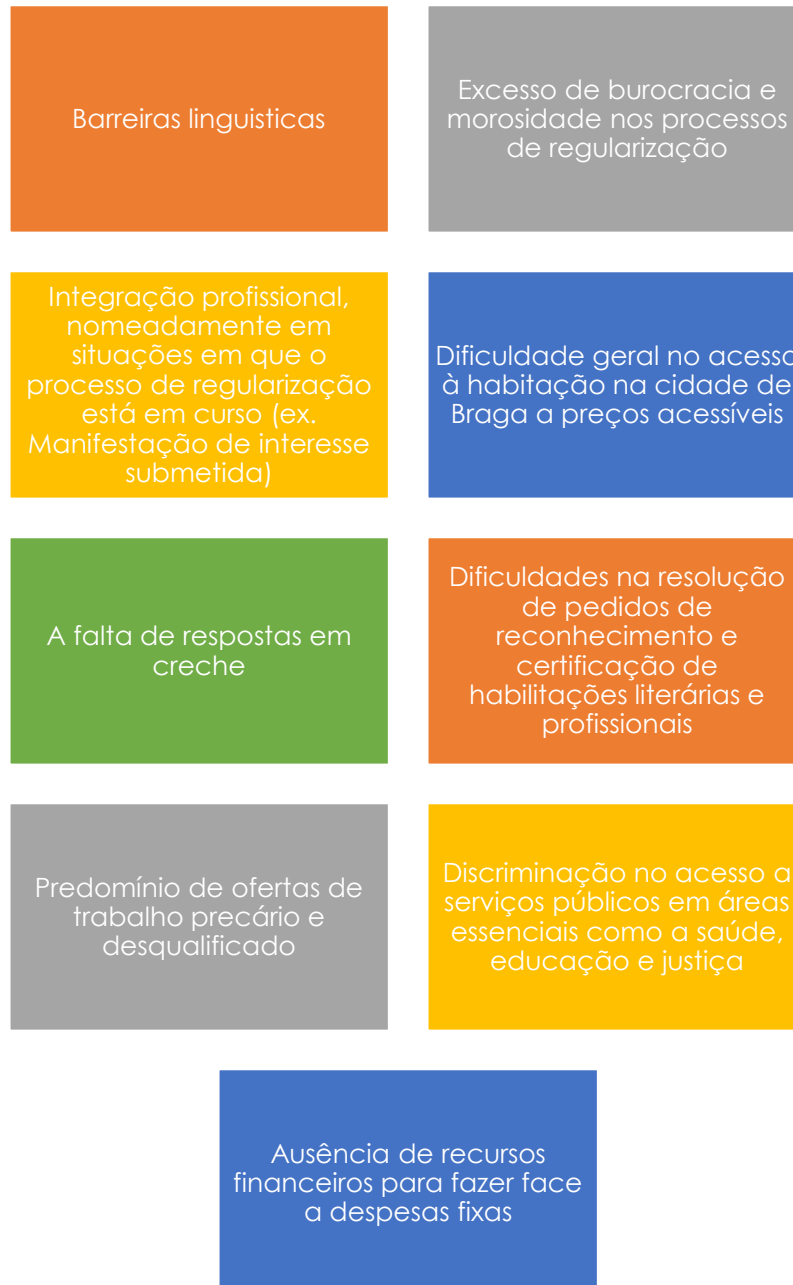 Barreiras linguisticas
Excesso de burocracia e
morosidade nos processos
de regularização
Integração profissional,
nomeadamente em
situações em que o
processo de regularização
está em curso (ex.
Manifestação de interesse
submetida)
Dificuldade geral no acesso
à habitação na cidade de
Braga a preços acessíveis
A falta de respostas em
creche
Dificuldades na resolução
de pedidos de
reconhecimento e
certificação de
habilitações literárias e
profissionais
Predomínio de ofertas de
trabalho precário e
desqualificado
Discriminação no acesso a
serviços públicos em áreas
essenciais como a saúde,
educação e justiça
Ausência de recursos
financeiros para fazer face
a despesas fixas